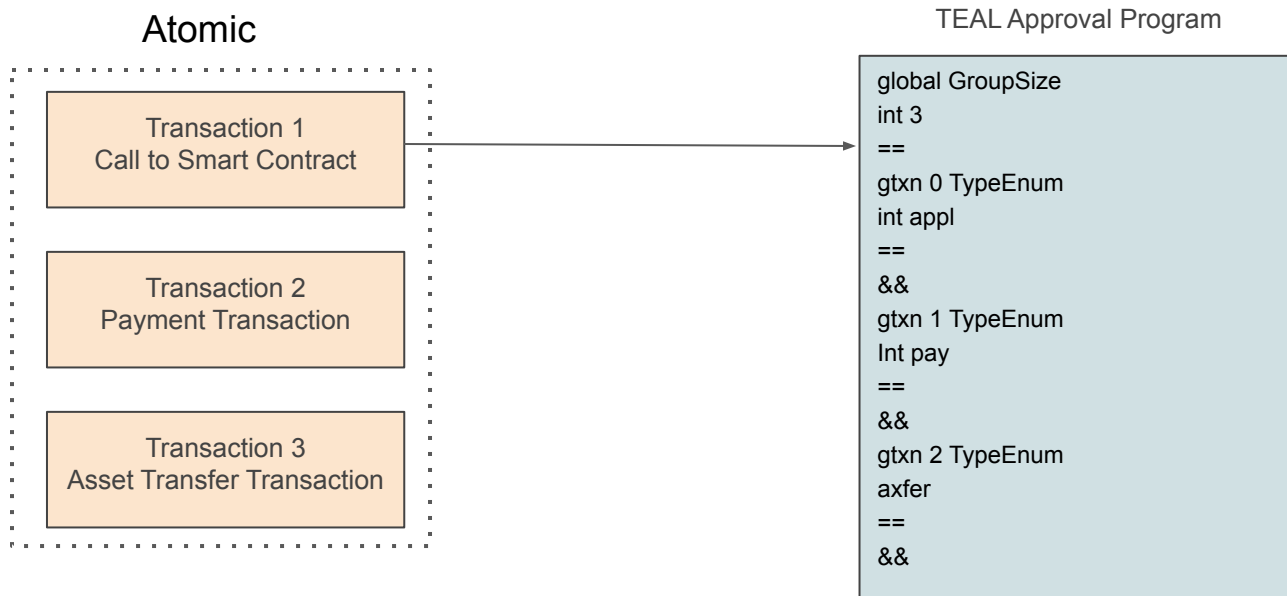 Atomic
Transaction 1
Call to Smart Contract
Transaction 2
Payment Transaction
Transaction 3
Asset Transfer Transaction
TEAL Approval Program
global GroupSize
int 3
==
gtxn 0 TypeEnum
int appl
==
&&
gtxn 1 TypeEnum
Int pay
==
&&
gtxn 2 TypeEnum
axfer
==
&&